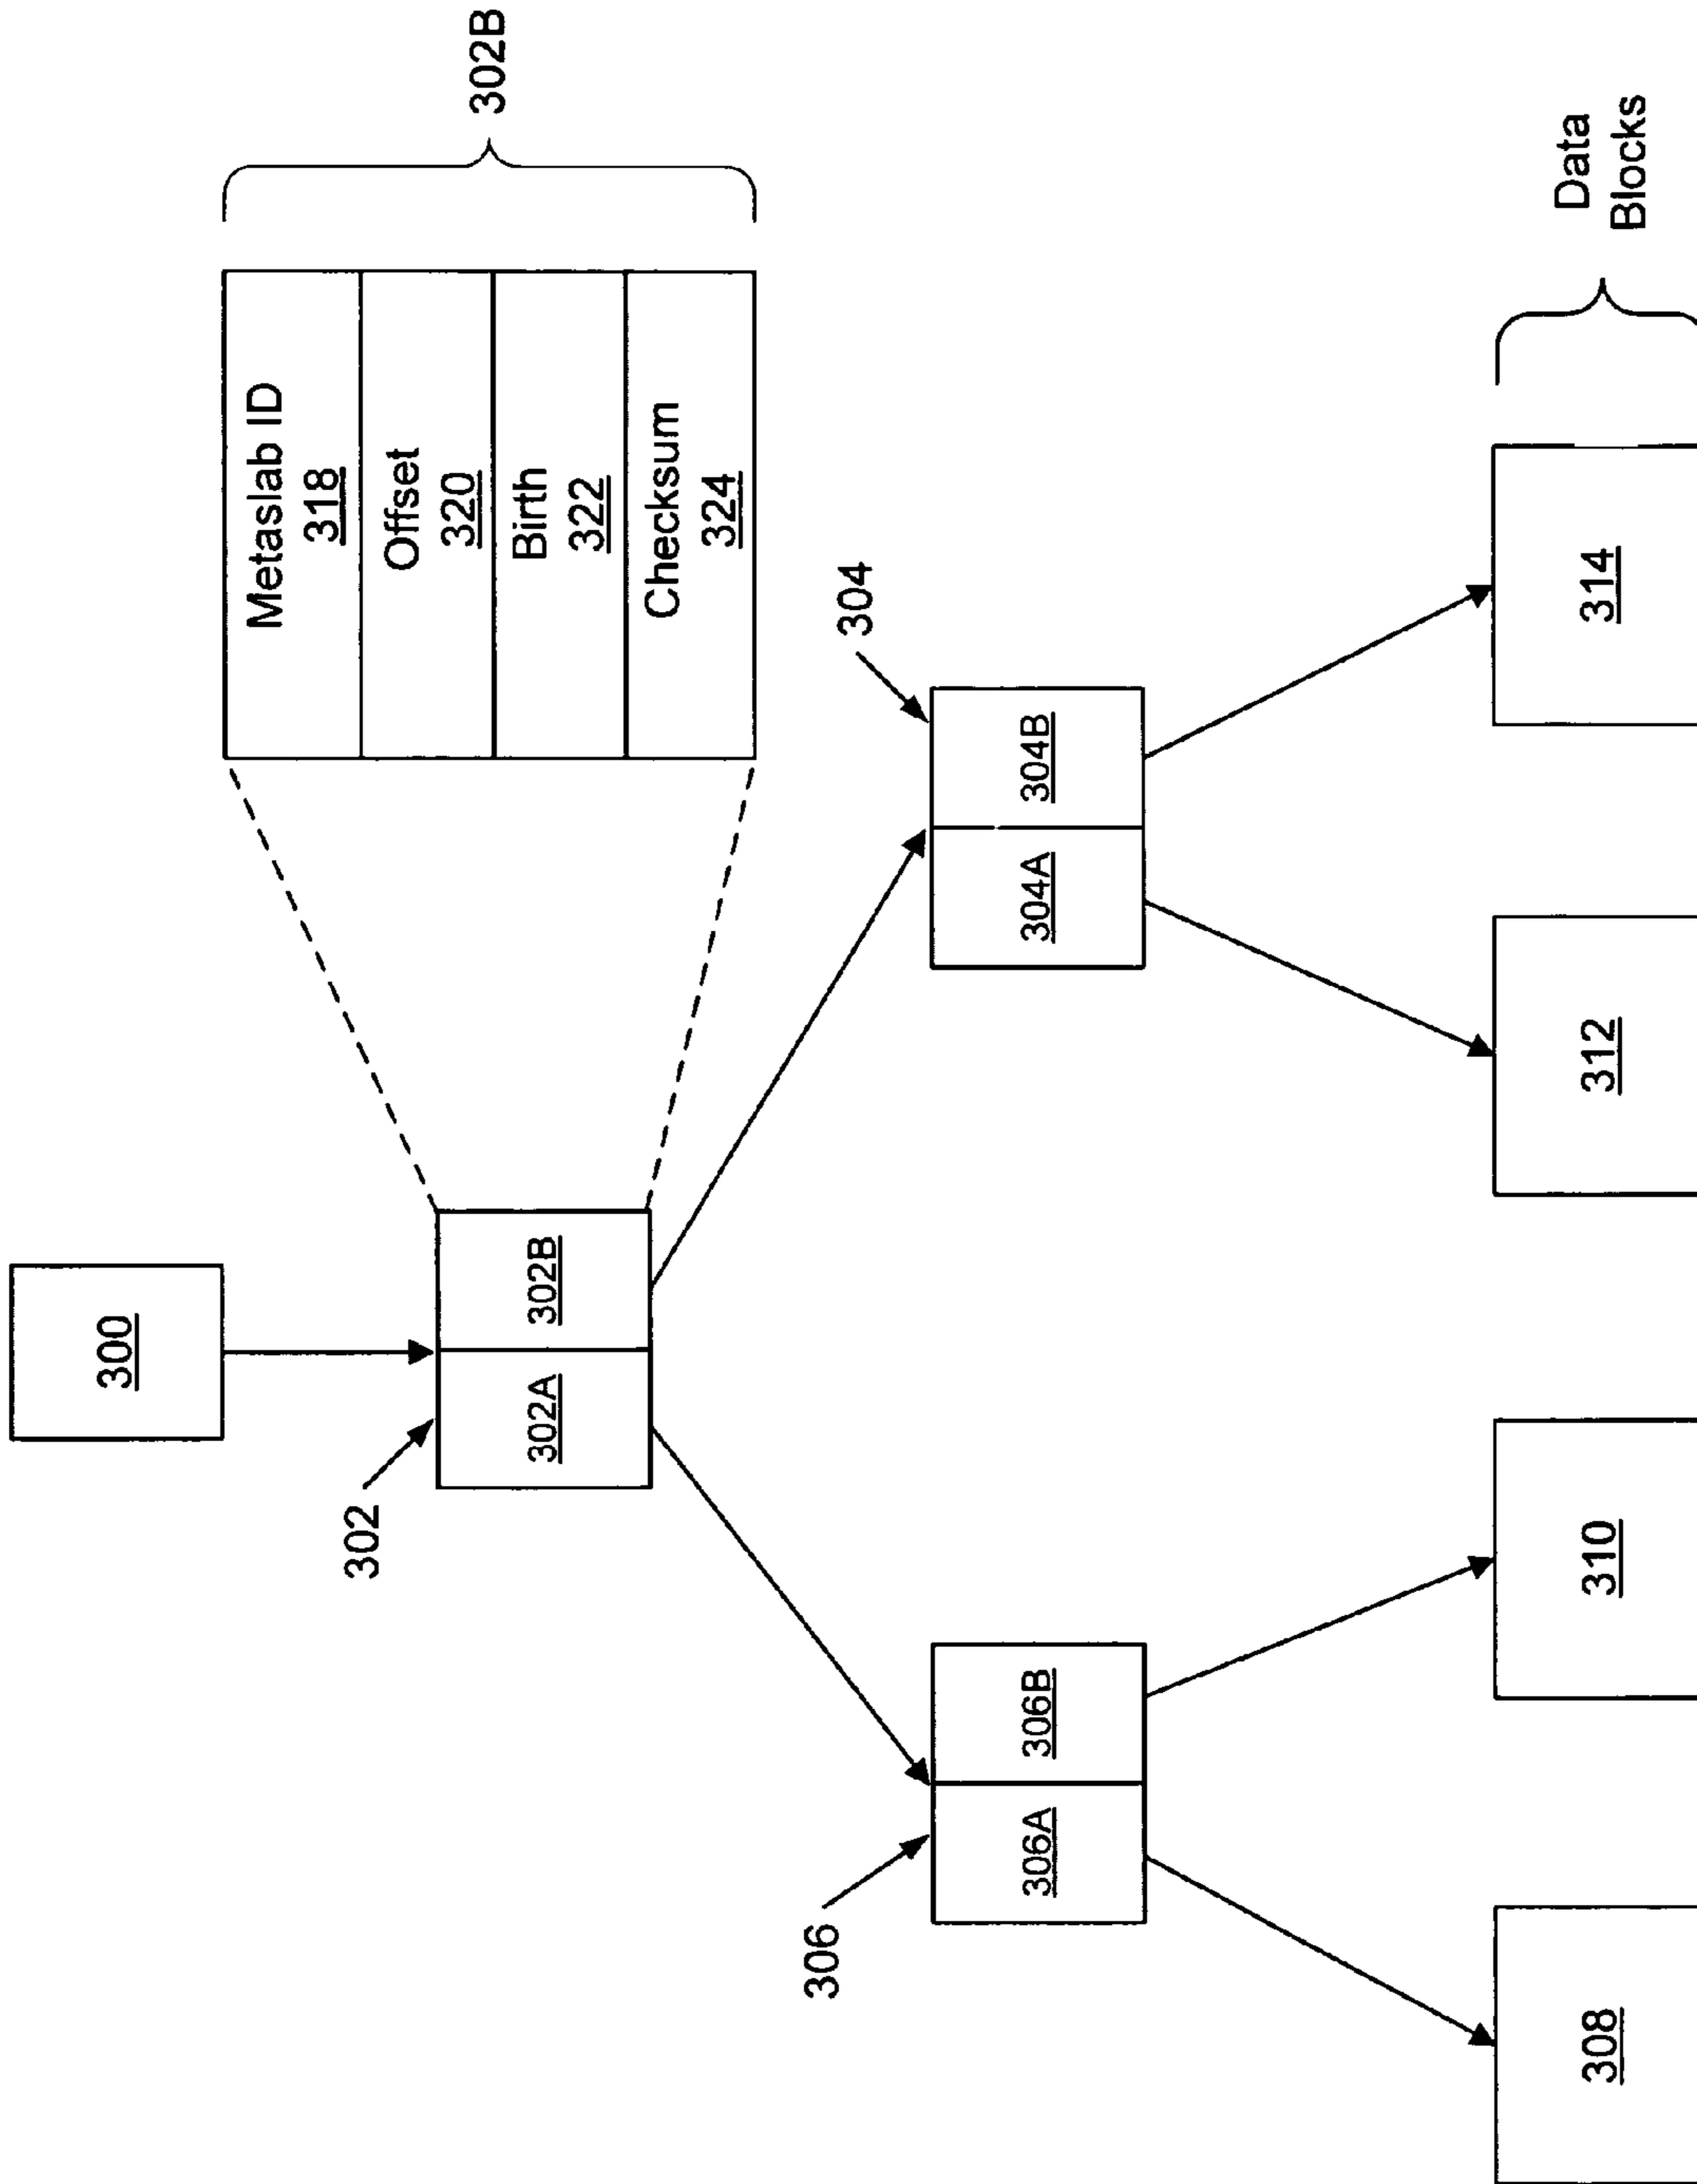 300
302
302A
302B
Metaslab ID
318
Offset
320
Birth
322
Checksum
324
302B
306
306A
306B
304
304A
304B
308
310
312
314
Data
Blocks